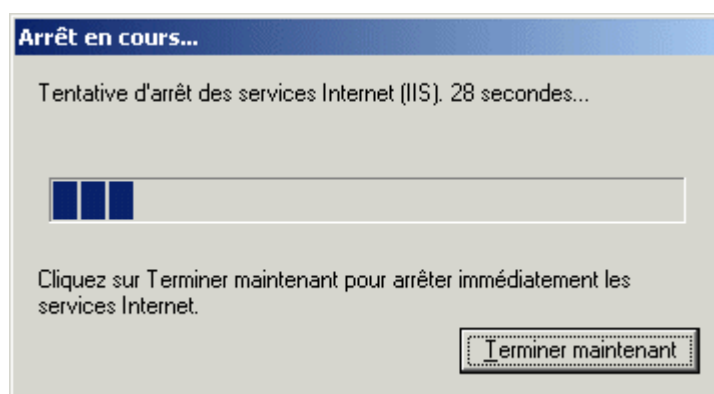 Arrêt en cours...
Tentative d'arrêt des services Internet (IIS). 28 secondes...
Cliquez sur Terminer maintenant pour arrêter immédiatement les
services Internet.
Terminer maintenant